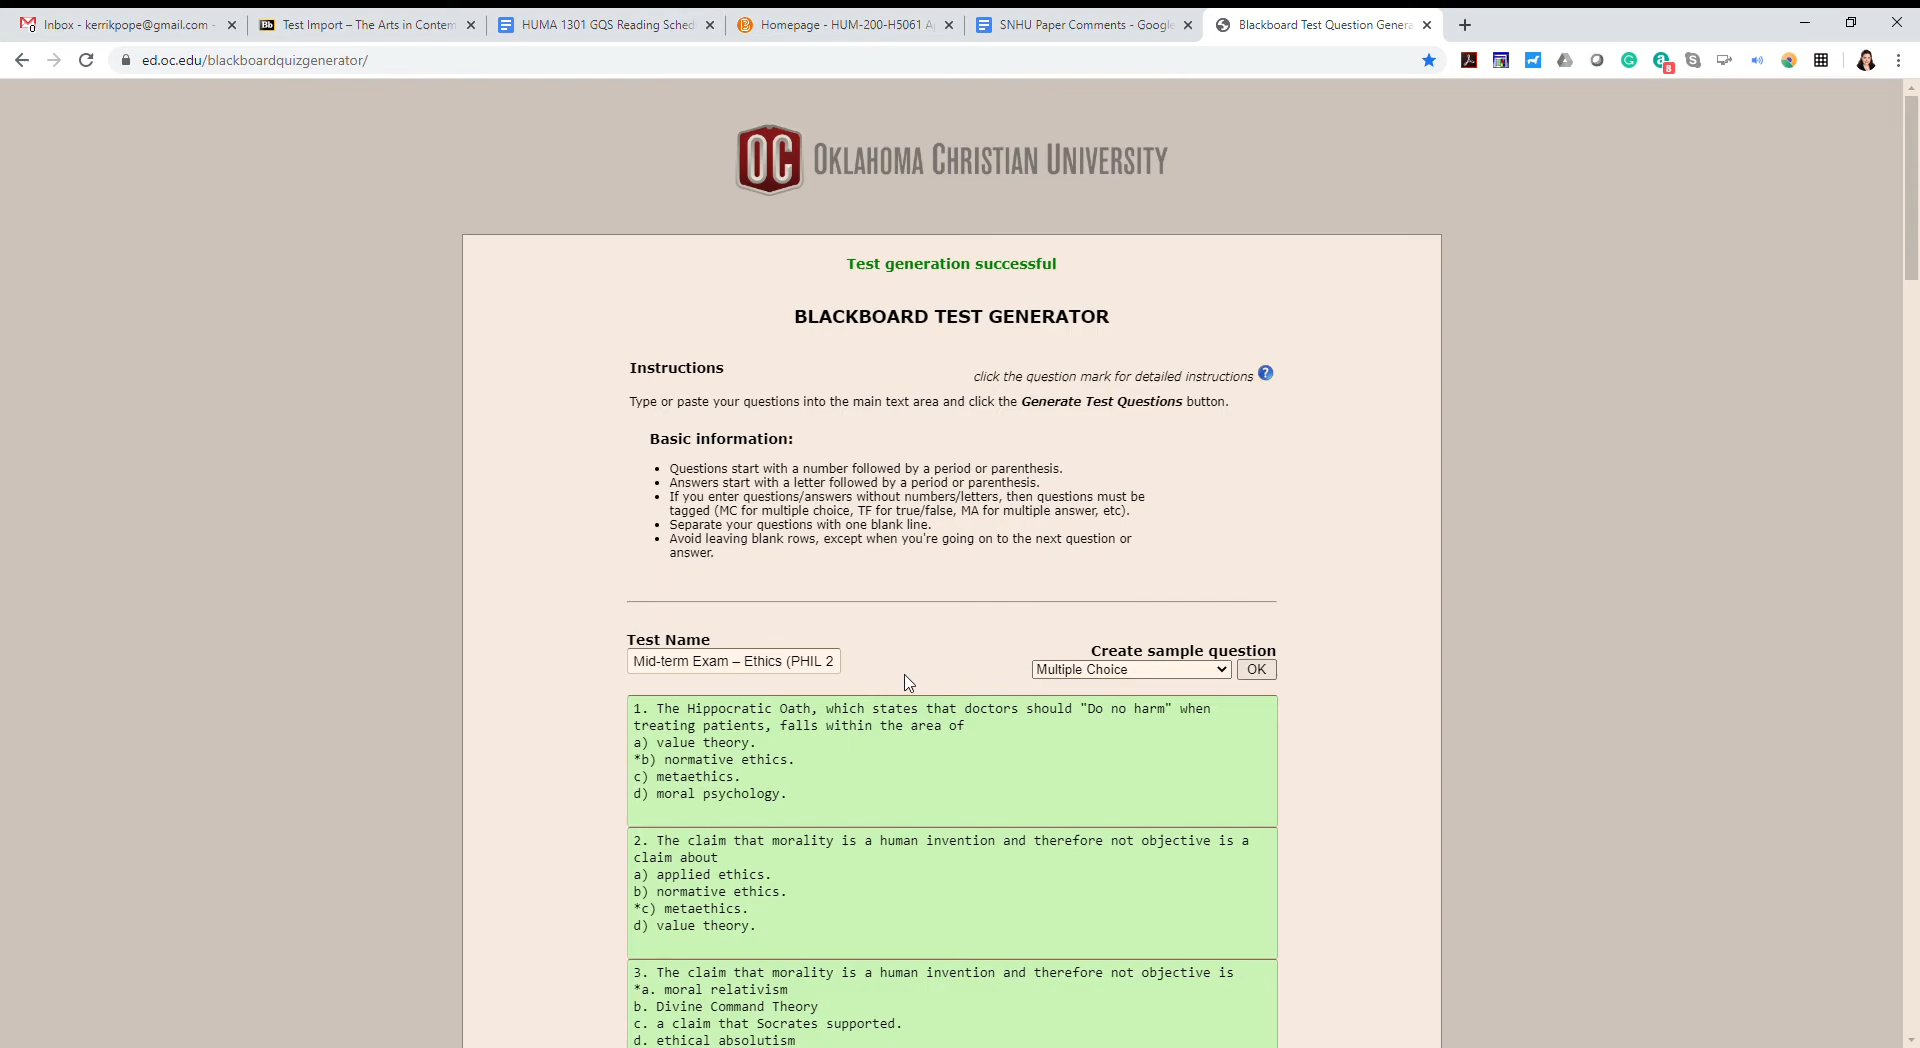 Inbox - kerrikpope@gmail.com -
Test Import – The Arts in Contem
HUMA 1301 GQS Reading Sched
Homepage - HUM-200-H5061 A
SNHU Paper Comments - Google
Blackboard Test Question Genera
ed.oc.edu/blackboardquizgenerator/
8
OC OKLAHOMA CHRISTIAN UNIVERSITY
Test generation successful
BLACKBOARD TEST GENERATOR
Instructions
click the question mark for detailed instructions ?
Type or paste your questions into the main text area and click the Generate Test Questions button.
Basic information:
• Questions start with a number followed by a period or parenthesis.
• Answers start with a letter followed by a period or parenthesis.
• If you enter questions/answers without numbers/letters, then questions must be
tagged (MC for multiple choice, TF for true/false, MA for multiple answer, etc).
• Separate your questions with one blank line.
• Avoid leaving blank rows, except when you're going on to the next question or
answer.
Test Name
Mid-term Exam – Ethics (PHIL 2
Create sample question
Multiple Choice OK
1. The Hippocratic Oath, which states that doctors should "Do no harm" when
treating patients, falls within the area of
a) value theory.
*b) normative ethics.
c) metaethics.
d) moral psychology.
2. The claim that morality is a human invention and therefore not objective is a
claim about
a) applied ethics.
b) normative ethics.
*c) metaethics.
d) value theory.
3. The claim that morality is a human invention and therefore not objective is
*a. moral relativism
b. Divine Command Theory
c. a claim that Socrates supported.
d. ethical absolutism